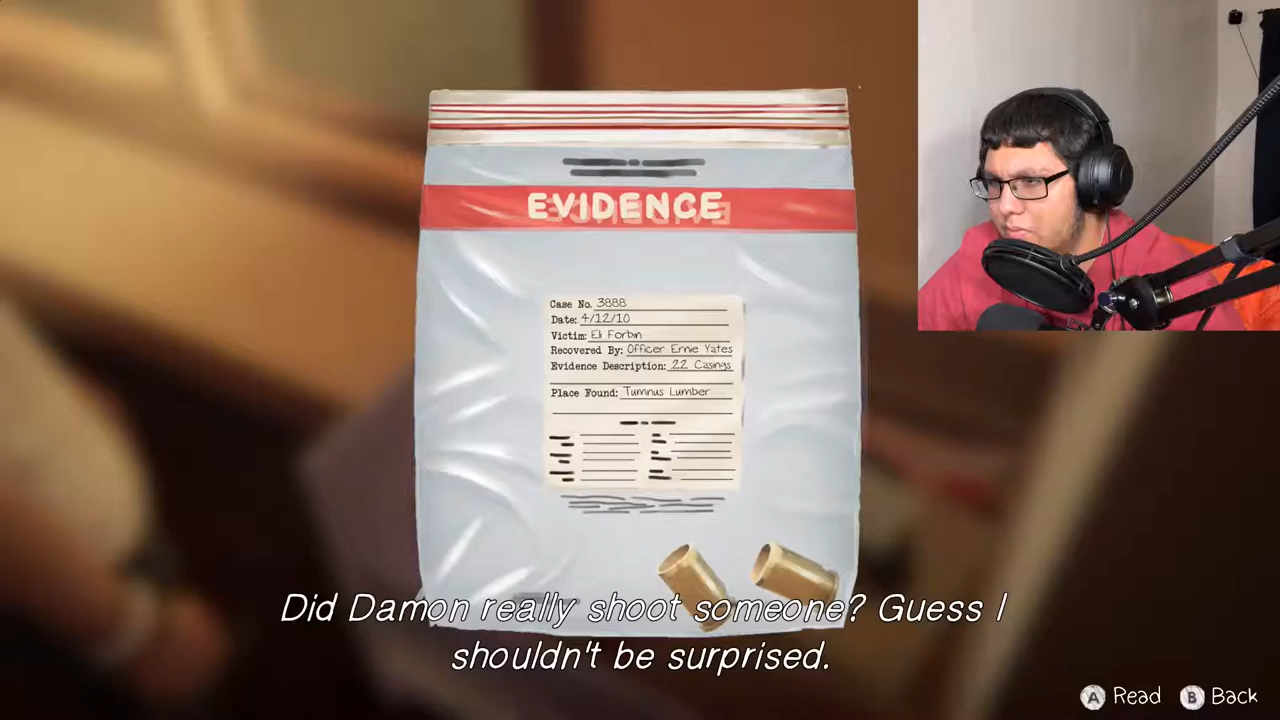 EVIDENCE
Case No. 3888
Date: 4/12/10
Victim: Eli Forbin
Recovered By: Officer Ernie Yates
Evidence Description: 22 Casings
Place Found: Tumnus Lumber
Did Damon really shoot someone? Guess I
shouldn't be surprised.
A Read B Back